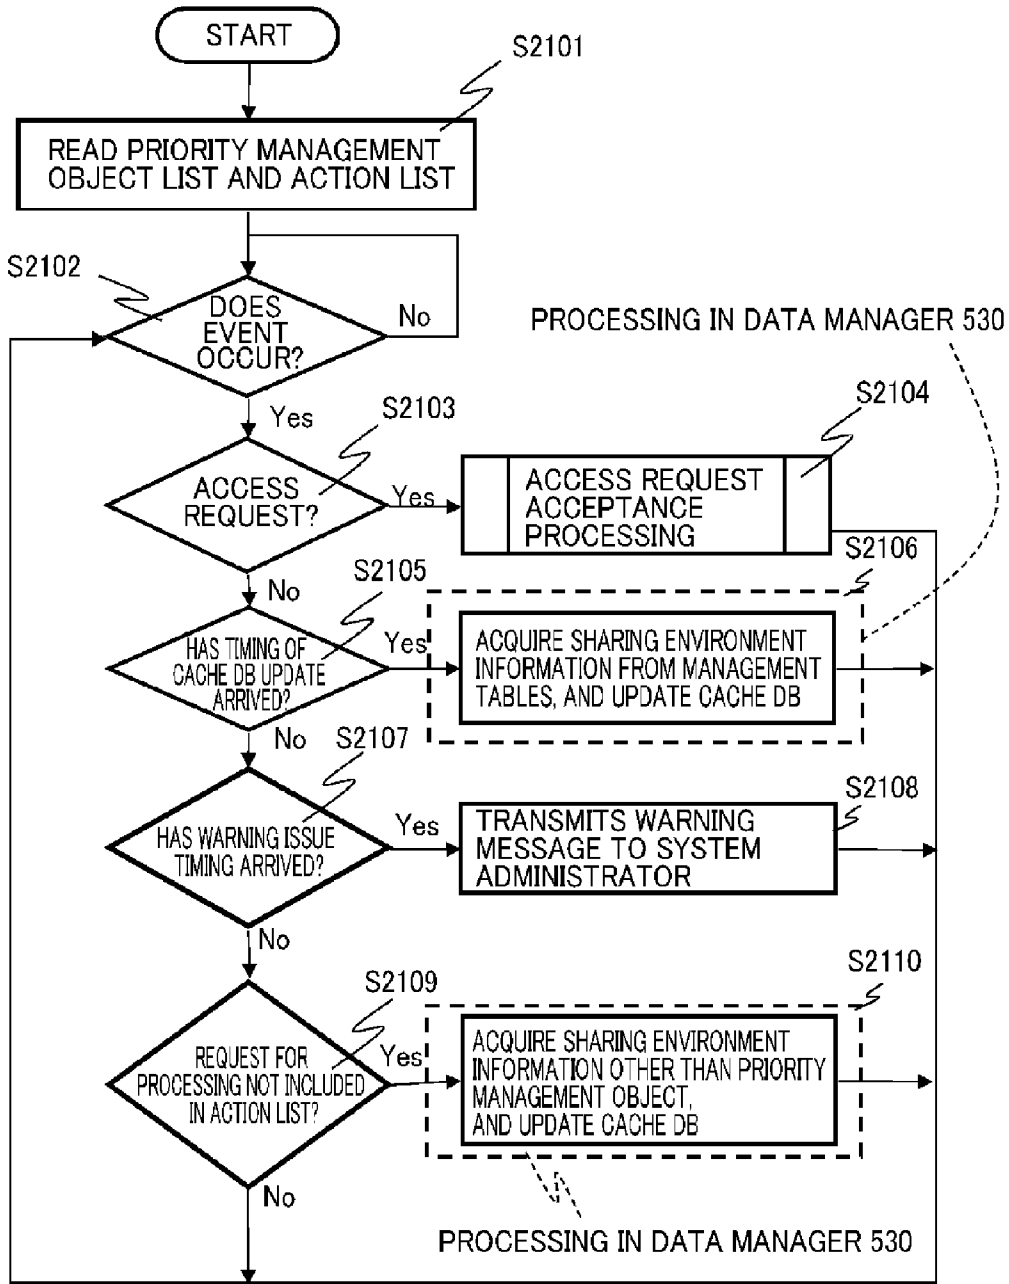 START
S2101
READ PRIORITY MANAGEMENT
OBJECT LIST AND ACTION LIST
S2102
DOES
EVENT
OCCUR?
No
PROCESSING IN DATA MANAGER 530
Yes
S2103
S2104
ACCESS
REQUEST?
Yes
ACCESS REQUEST
ACCEPTANCE
PROCESSING
No
S2105
S2106
HAS TIMING OF
CACHE DB UPDATE
ARRIVED?
Yes
ACQUIRE SHARING ENVIRONMENT
INFORMATION FROM MANAGEMENT
TABLES, AND UPDATE CACHE DB
No
S2107
HAS WARNING ISSUE
TIMING ARRIVED?
Yes
S2108
TRANSMITS WARNING
MESSAGE TO SYSTEM
ADMINISTRATOR
No
S2109
S2110
REQUEST FOR
PROCESSING NOT INCLUDED
IN ACTION LIST?
Yes
ACQUIRE SHARING ENVIRONMENT
INFORMATION OTHER THAN PRIORITY
MANAGEMENT OBJECT,
AND UPDATE CACHE DB
No
PROCESSING IN DATA MANAGER 530